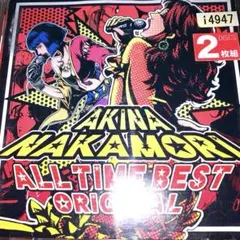 i4947
2枚組
AKINA
NAKAMORI
ALL TIME BEST
ORIGINAL